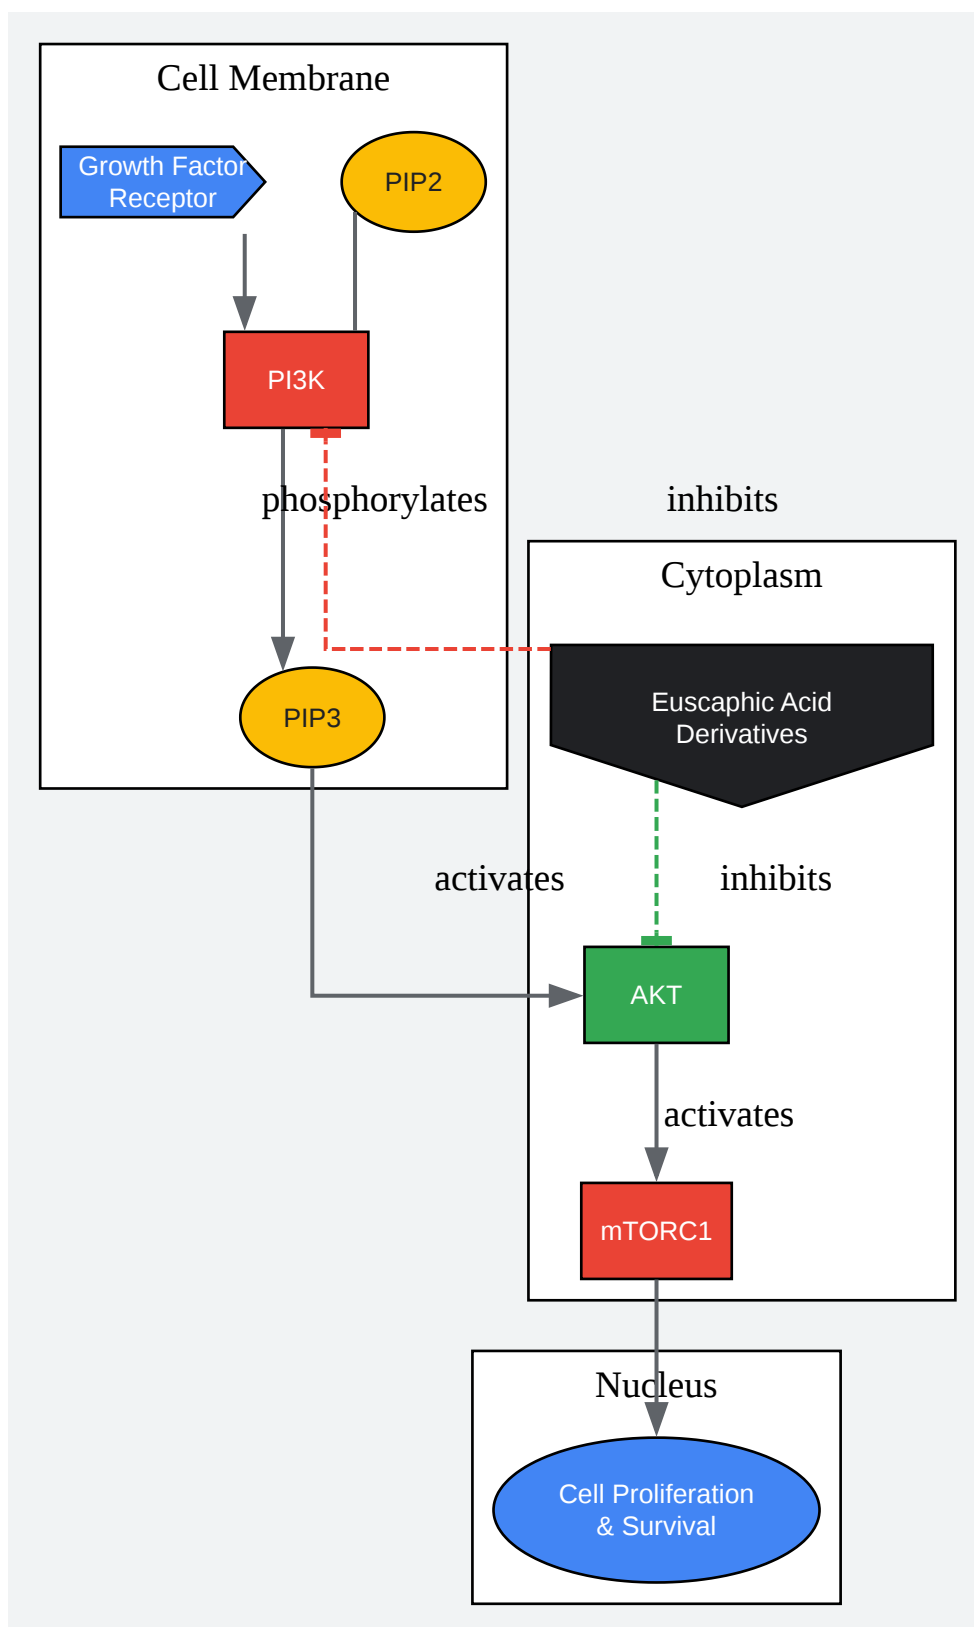 Cell Membrane
Growth Factor
Receptor
PIP2
PI3K
phosphorylates
inhibits
Cytoplasm
Euscaphic Acid
Derivatives
PIP3
activates
inhibits
AKT
activates
mTORC1
Nucleus
Cell Proliferation
& Survival